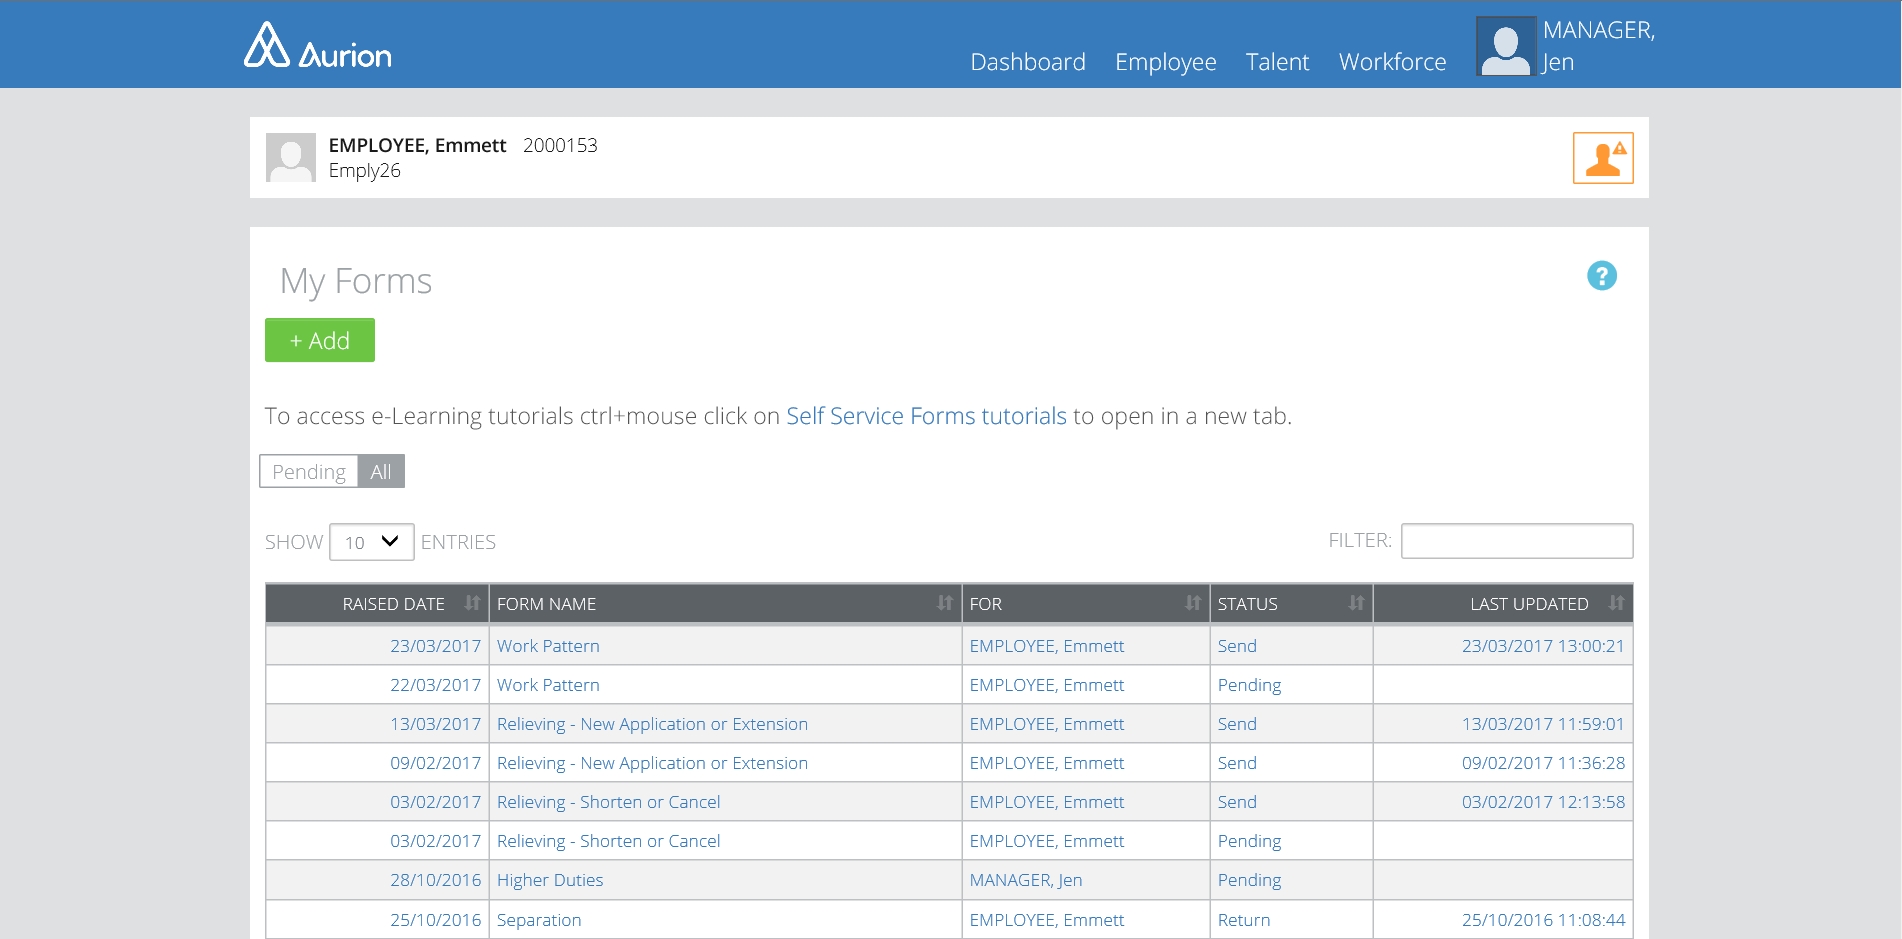 Aurion
Dashboard Employee Talent Workforce
MANAGER,
Jen
EMPLOYEE, Emmett 2000153
Emply26
My Forms
?
+ Add
To access e-Learning tutorials ctrl+mouse click on Self Service Forms tutorials to open in a new tab.
Pending All
SHOW 10 ENTRIES
FILTER:
RAISED DATE FORM NAME FOR STATUS LAST UPDATED
23/03/2017 Work Pattern EMPLOYEE, Emmett Send 23/03/2017 13:00:21
22/03/2017 Work Pattern EMPLOYEE, Emmett Pending
13/03/2017 Relieving - New Application or Extension EMPLOYEE, Emmett Send 13/03/2017 11:59:01
09/02/2017 Relieving - New Application or Extension EMPLOYEE, Emmett Send 09/02/2017 11:36:28
03/02/2017 Relieving - Shorten or Cancel EMPLOYEE, Emmett Send 03/02/2017 12:13:58
03/02/2017 Relieving - Shorten or Cancel EMPLOYEE, Emmett Pending
28/10/2016 Higher Duties MANAGER, Jen Pending
25/10/2016 Separation EMPLOYEE, Emmett Return 25/10/2016 11:08:44